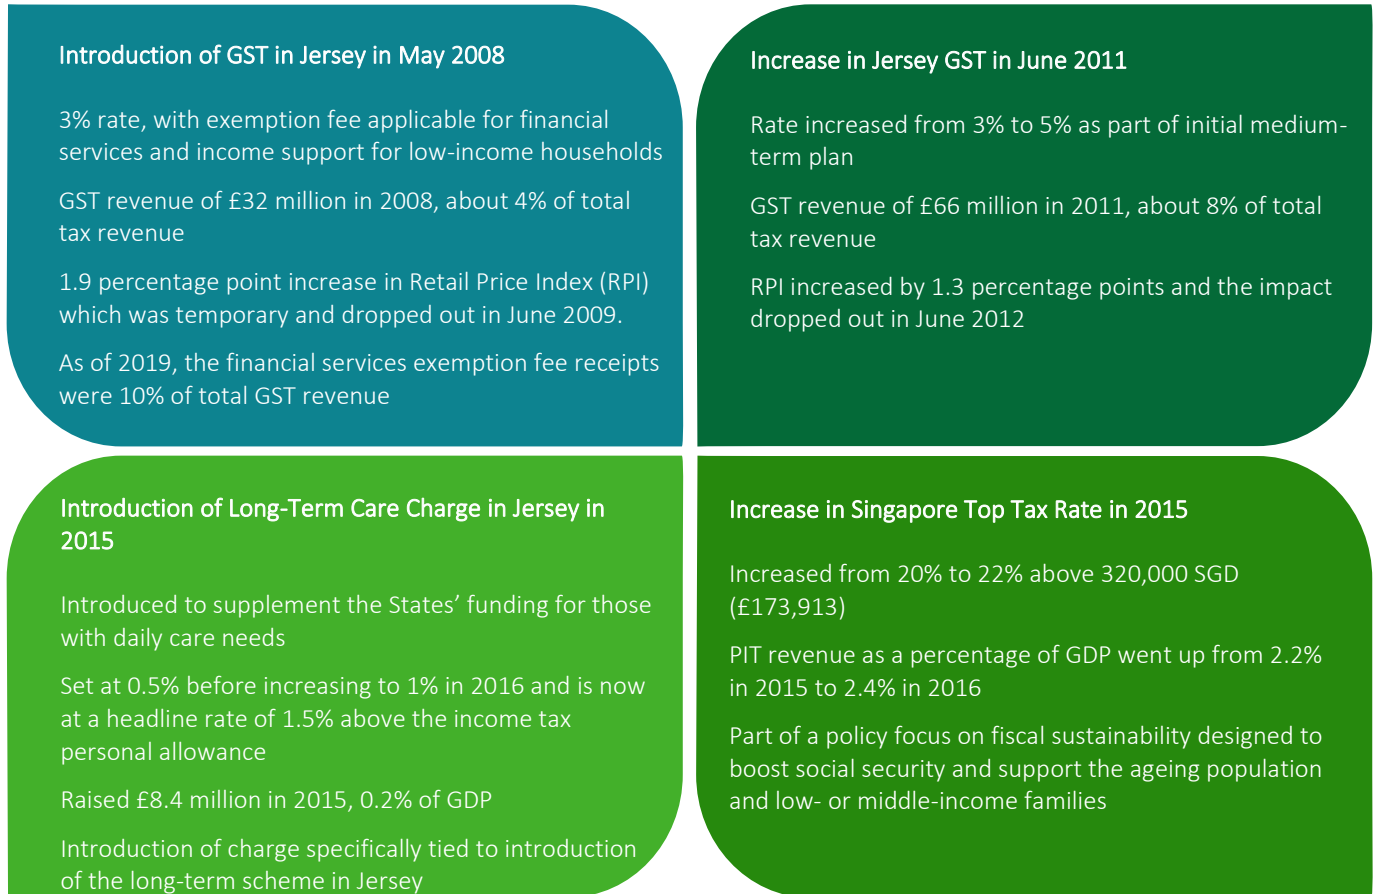 Introduction of GST in Jersey in May 2008
3% rate, with exemption fee applicable for financial
services and income support for low-income households
GST revenue of £32 million in 2008, about 4% of total
tax revenue
1.9 percentage point increase in Retail Price Index (RPI)
which was temporary and dropped out in June 2009.
As of 2019, the financial services exemption fee receipts
were 10% of total GST revenue
Increase in Jersey GST in June 2011
Rate increased from 3% to 5% as part of initial medium-
term plan
GST revenue of £66 million in 2011, about 8% of total
tax revenue
RPI increased by 1.3 percentage points and the impact
dropped out in June 2012
Introduction of Long-Term Care Charge in Jersey in
2015
Introduced to supplement the States’ funding for those
with daily care needs
Set at 0.5% before increasing to 1% in 2016 and is now
at a headline rate of 1.5% above the income tax
personal allowance
Raised £8.4 million in 2015, 0.2% of GDP
Introduction of charge specifically tied to introduction
of the long-term scheme in Jersey
Increase in Singapore Top Tax Rate in 2015
Increased from 20% to 22% above 320,000 SGD
(£173,913)
PIT revenue as a percentage of GDP went up from 2.2%
in 2015 to 2.4% in 2016
Part of a policy focus on fiscal sustainability designed to
boost social security and support the ageing population
and low- or middle-income families